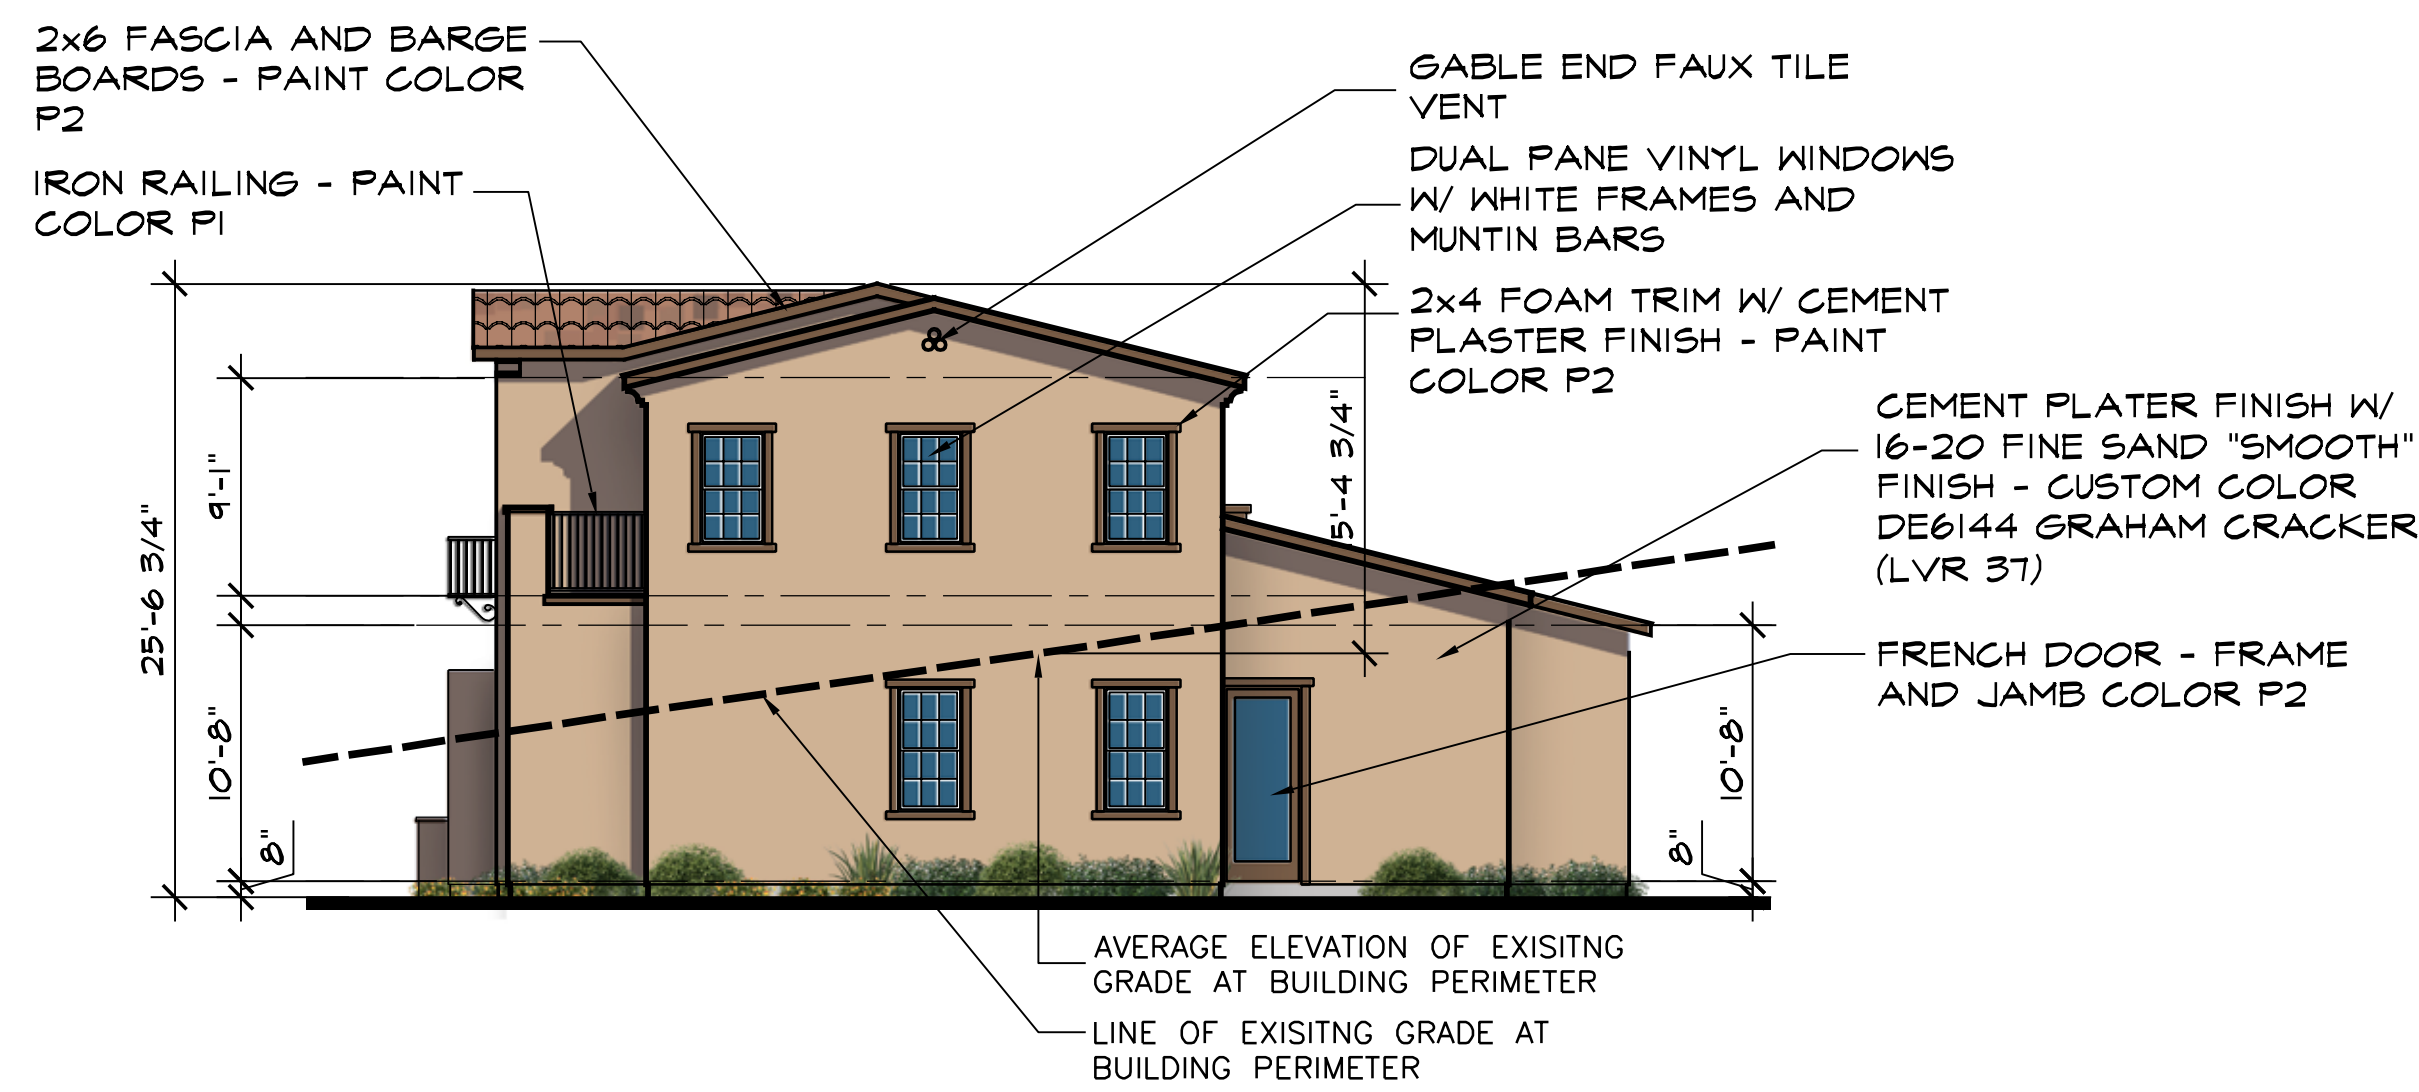 2x6 FASCIA AND BARGE
BOARDS - PAINT COLOR
P2
IRON RAILING - PAINT
COLOR P1
GABLE END FAUX TILE
VENT
DUAL PANE VINYL WINDOWS
W/ WHITE FRAMES AND
MUNTIN BARS
2x4 FOAM TRIM W/ CEMENT
PLASTER FINISH - PAINT
COLOR P2
CEMENT PLATER FINISH W/
16-20 FINE SAND "SMOOTH"
FINISH - CUSTOM COLOR
DE6144 GRAHAM CRACKER
(LVR 37)
FRENCH DOOR - FRAME
AND JAMB COLOR P2
25'-6 3/4"
9'-1"
10'-8"
8"
5'-4 3/4"
10'-8"
8"
AVERAGE ELEVATION OF EXISITNG
GRADE AT BUILDING PERIMETER
LINE OF EXISITNG GRADE AT
BUILDING PERIMETER